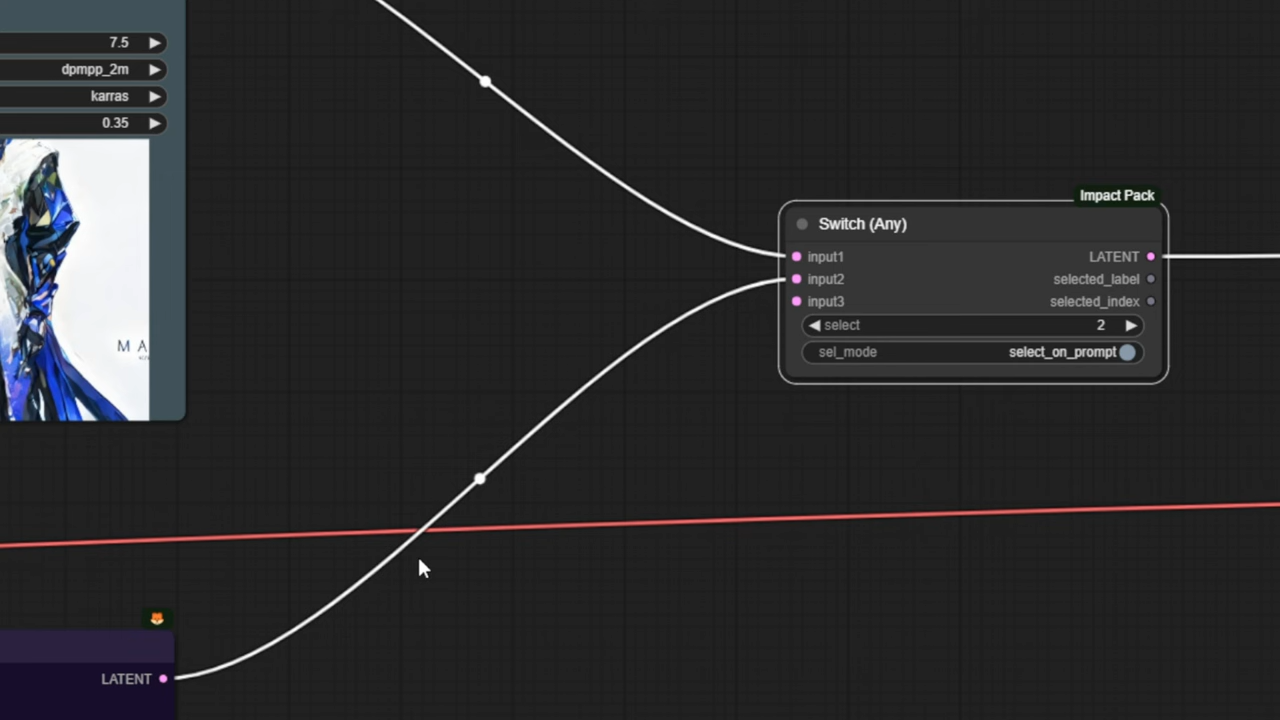 7.5
dpmpp_2m
karras
0.35
M A
Impact Pack
Switch (Any)
input1 LATENT
input2 selected_label
input3 selected_index
select 2
sel_mode select_on_prompt
LATENT